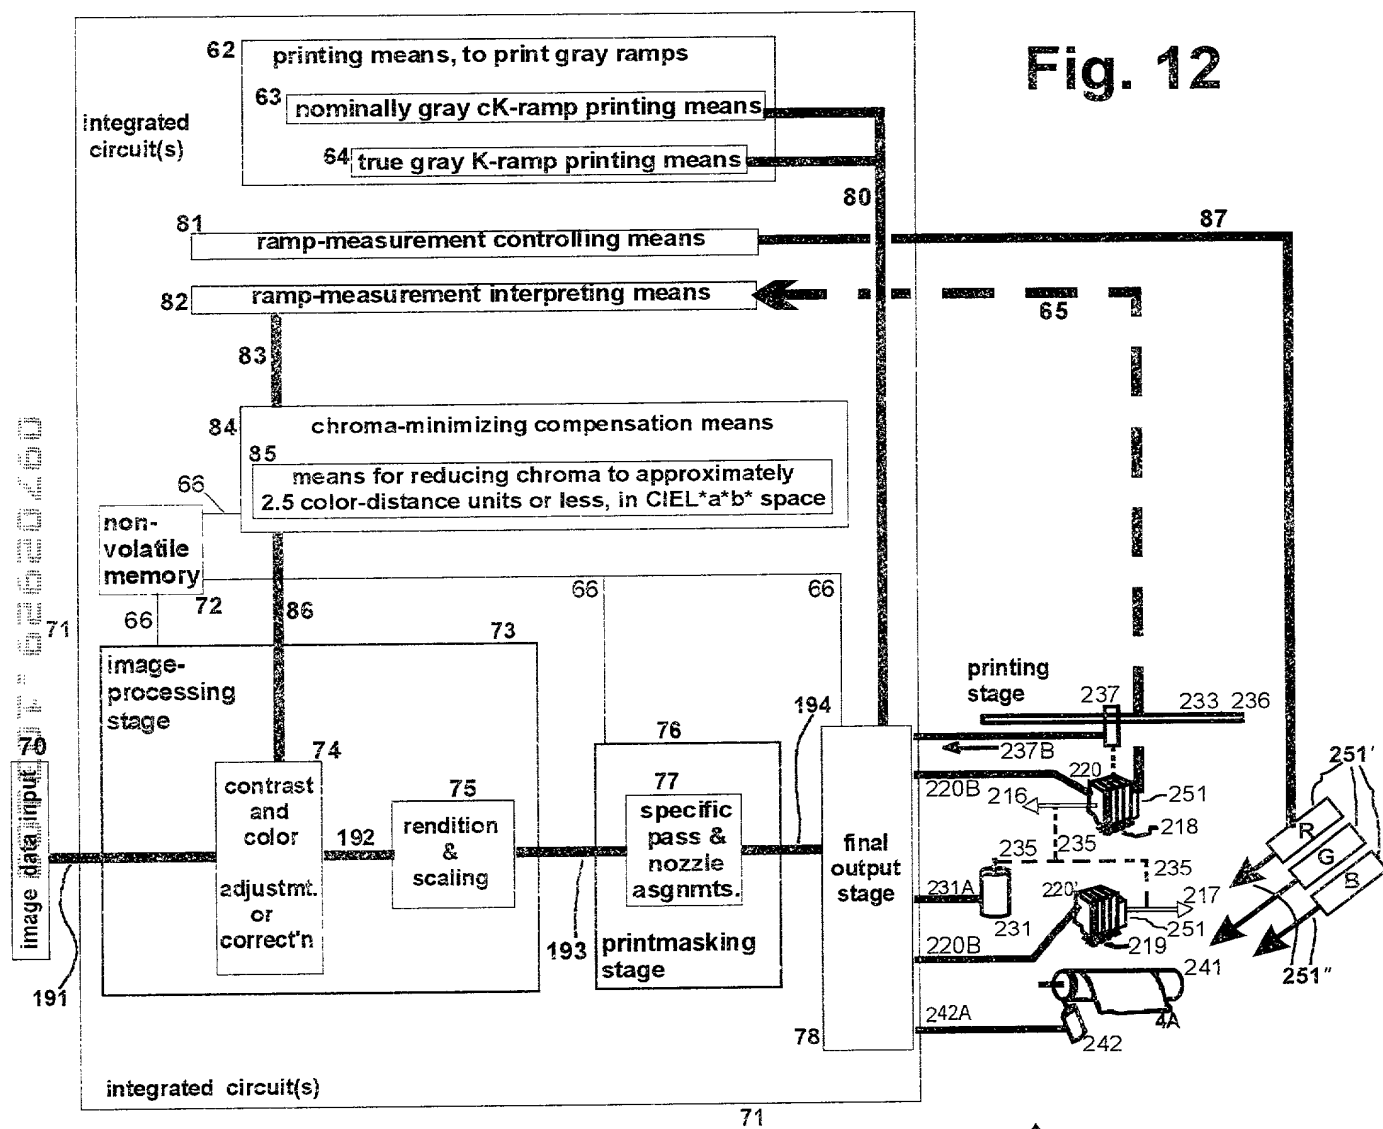 Fig. 12
62
printing means, to print gray ramps
63
nominally gray cK-ramp printing means
64
true gray K-ramp printing means
integrated
circuit(s)
80
81
ramp-measurement controlling means
87
82
ramp-measurement interpreting means
65
83
84
chroma-minimizing compensation means
85
means for reducing chroma to approximately
2.5 color-distance units or less, in CIEL*a*b* space
66
non-
volatile
memory
72
66
66
66
86
71
73
image-
processing
stage
70
image data input
191
74
contrast
and
color
adjustmt.
or
correct'n
192
75
rendition
&
scaling
193
76
77
specific
pass &
nozzle
asgnmts.
printmasking
stage
194
final
output
stage
78
printing
stage
237
233
236
237B
220
220B
216
251
218
235
235
235
231A
231
220'
217
251
219
220B
241
242A
242
4A
251'
R
G
B
251"
integrated circuit(s)
71